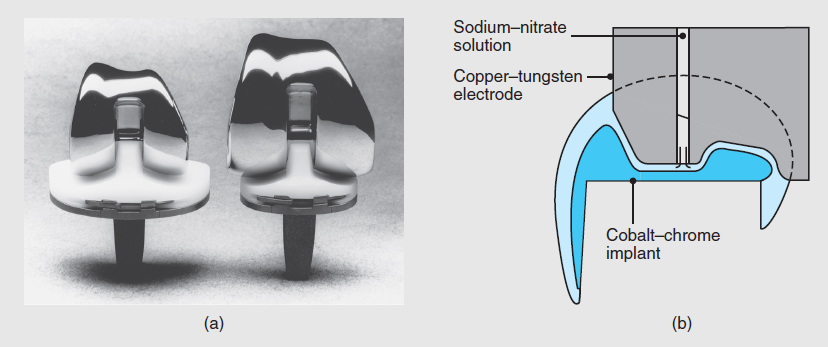 Sodium–nitrate
solution
Copper–tungsten
electrode
Cobalt–chrome
implant
(a)
(b)